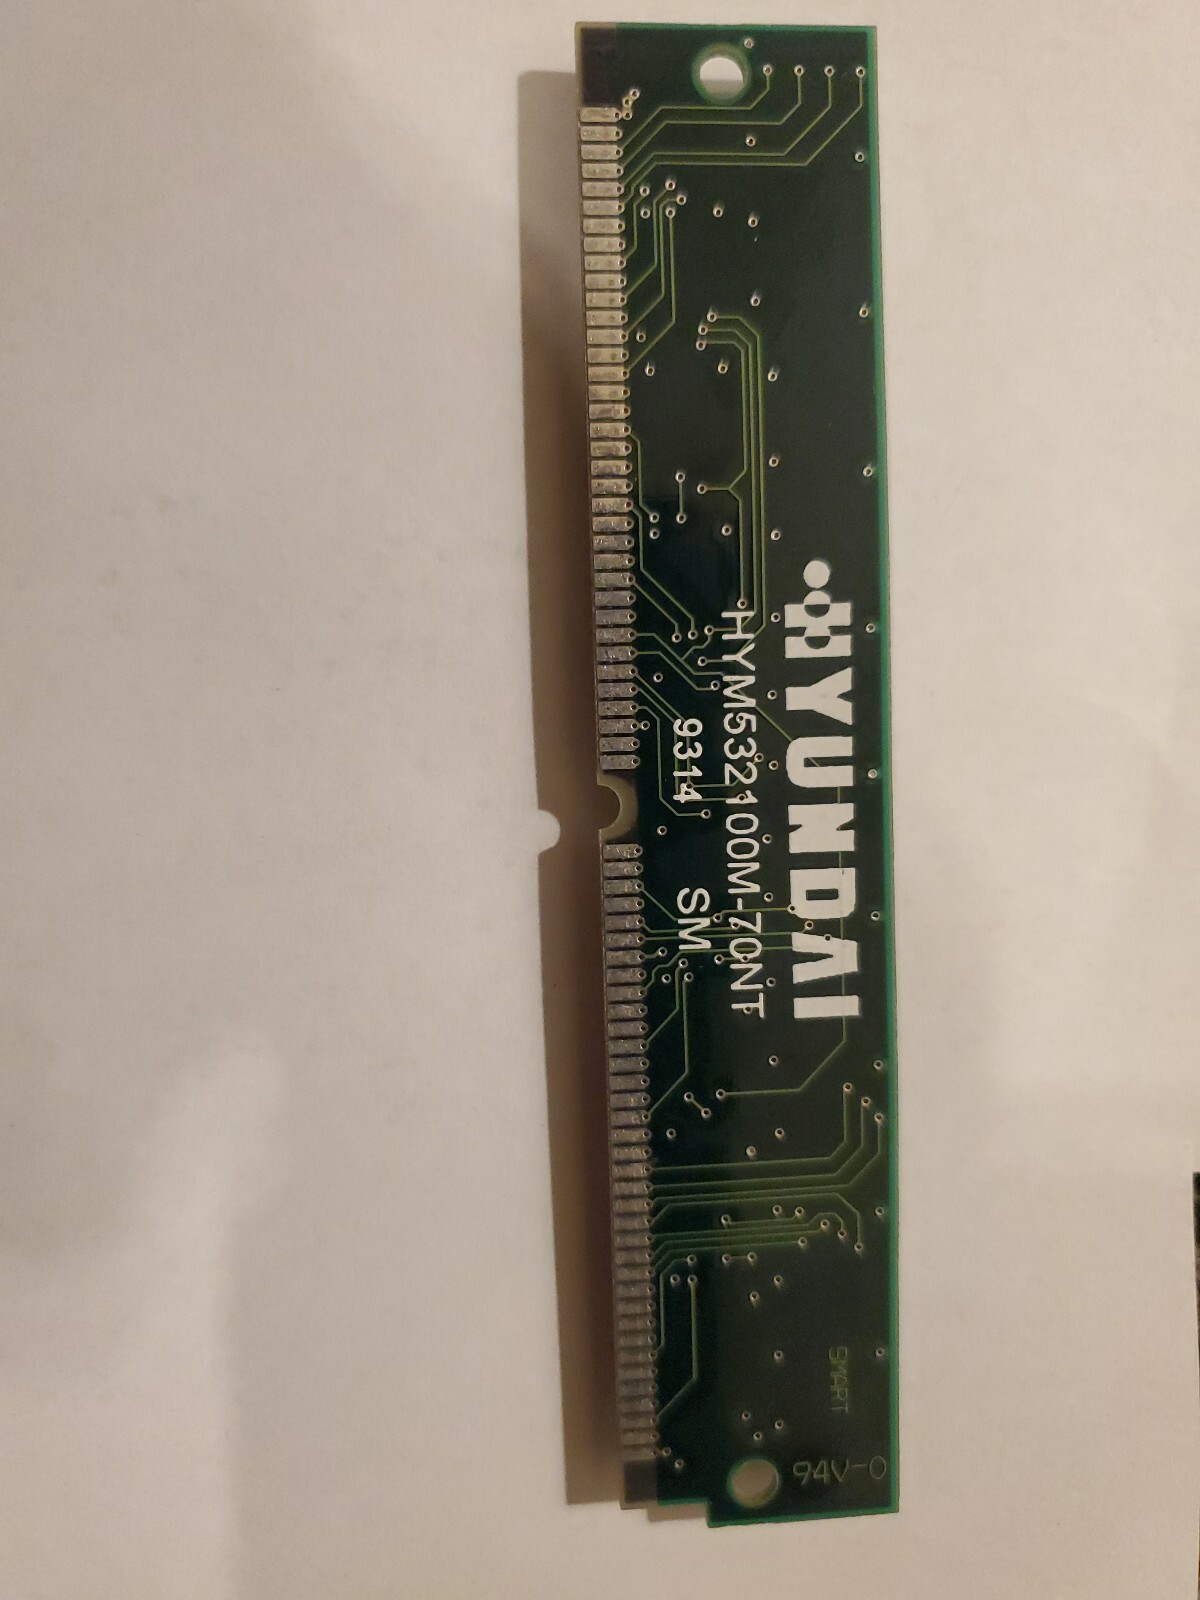 HYUNDAI
HYM532100M-70NT
9314 SM
SMART
94V-0